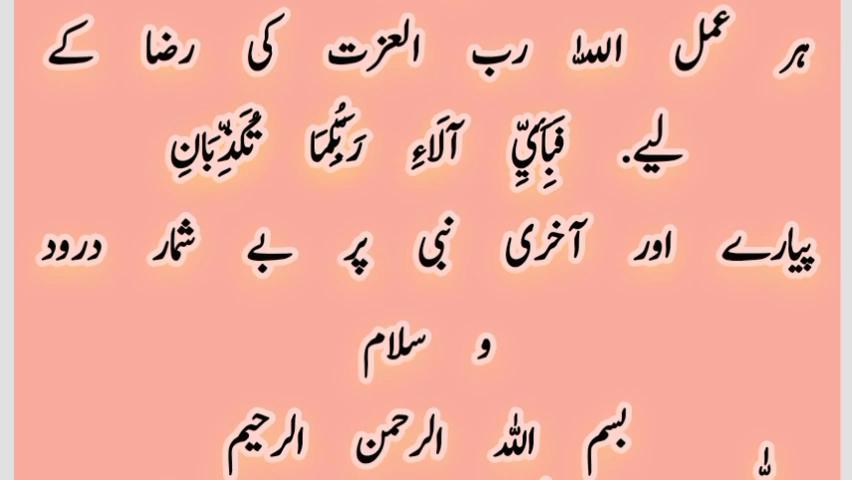 ہر عمل اللہ رب العزت کی رضا کے
لیے. فَبِأَيِّ آلَاءِ رَبِّكُمَا تُكَذِّبَانِ
پیارے اور آخری نبی پر بے شمار درود
و سلام
بسم اللہ الرحمن الرحیم